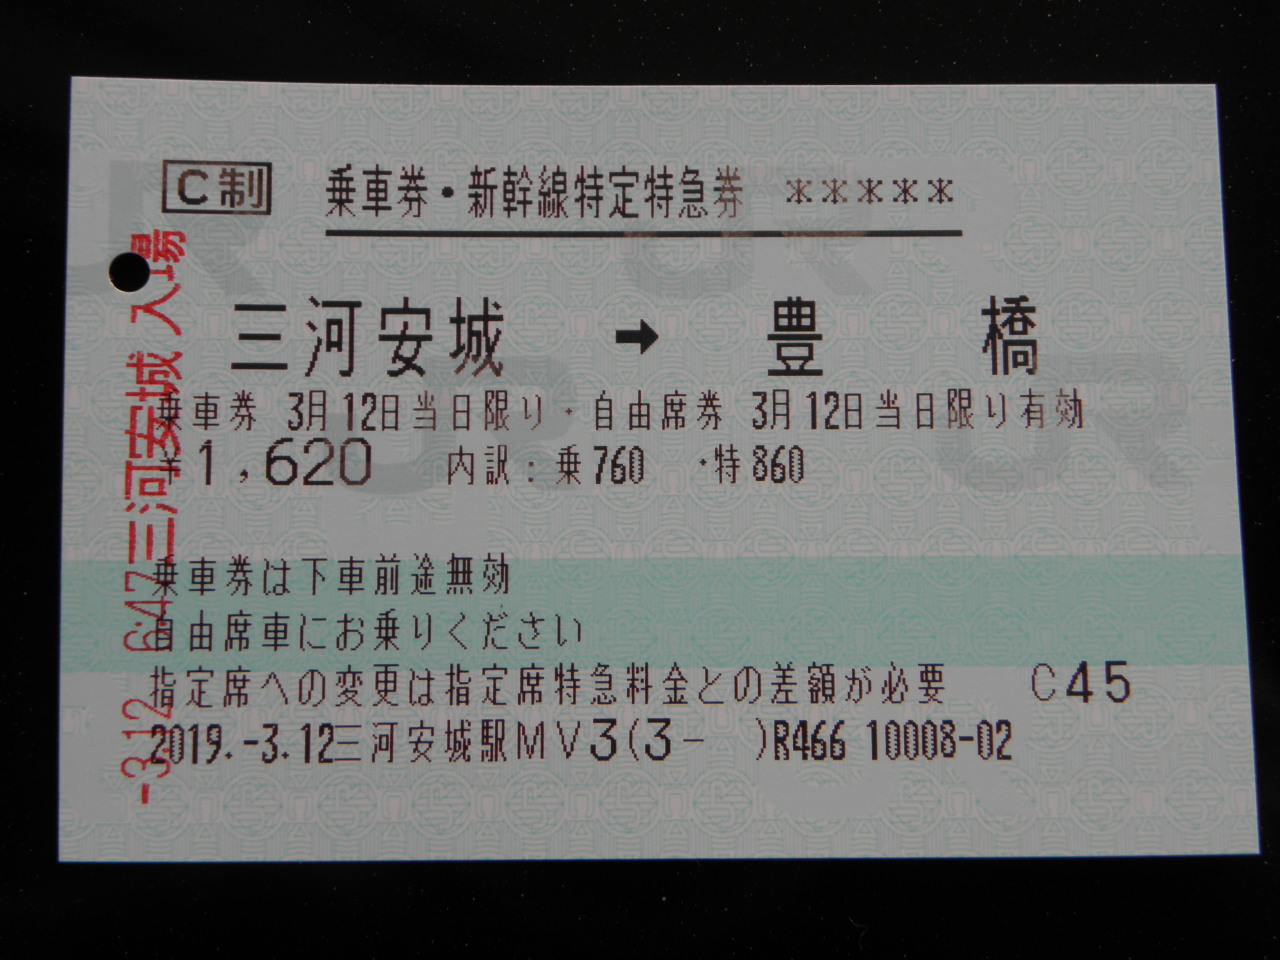 C制 乗車券・新幹線特定特急券 *****
三河安城 → 豊橋
乗車券 3月12日当日限り・自由席券 3月12日当日限り有効
¥1,620 内訳:乗760 ・特860
乗車券は下車前途無効
自由席車にお乗りください
指定席への変更は指定席特急料金との差額が必要 C45
2019.-3.12三河安城駅MV3(3- )R466 10008-02
-3.12 6:47三河安城 入場